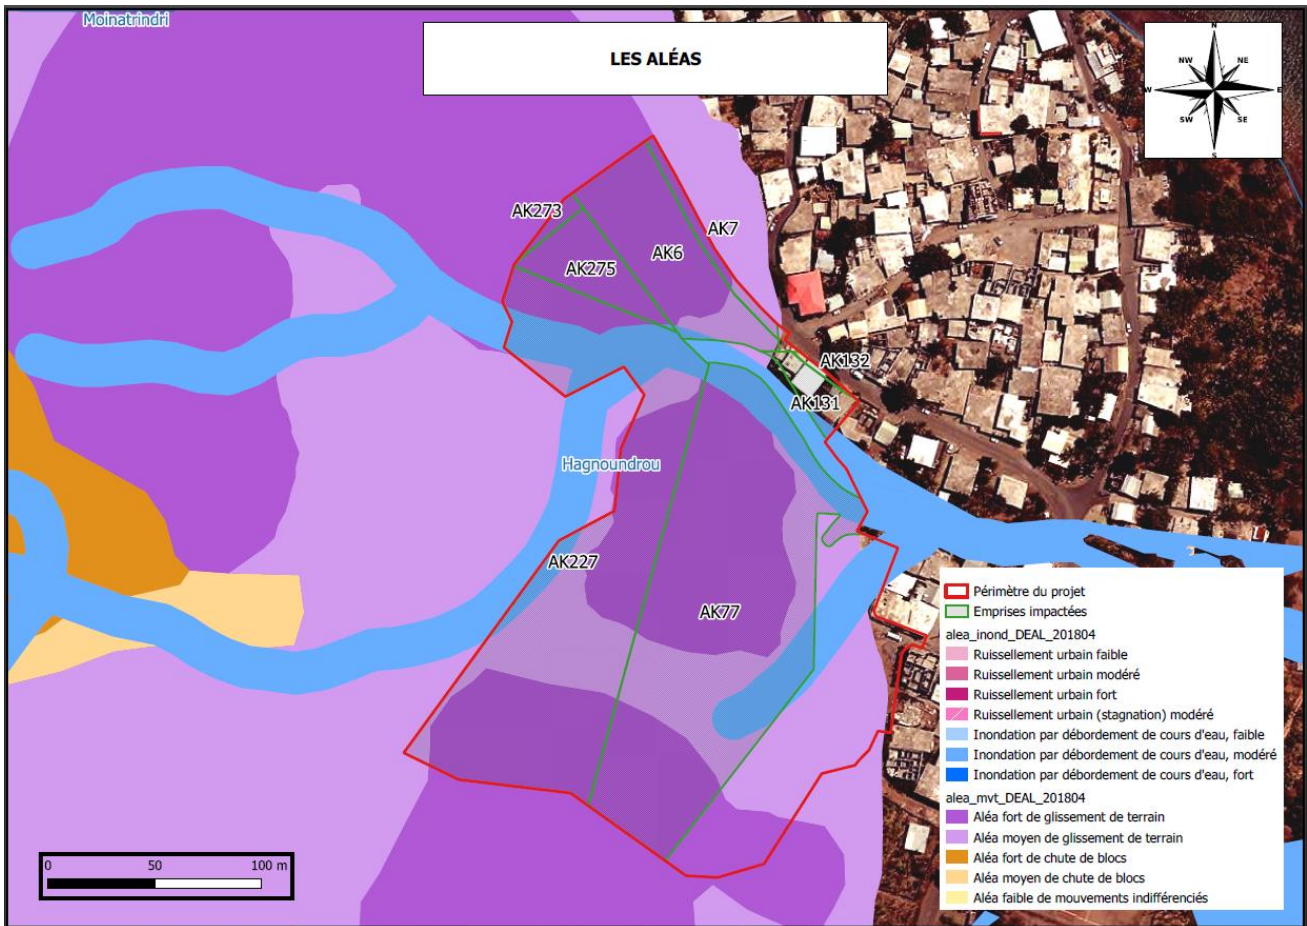 Moinatrindri
LES ALÉAS
N
NW
NE
W
E
SW
SE
S
AK273
AK7
AK6
AK275
AK132
AK131
Hagnoundrou
AK227
AK77
Périmètre du projet
Emprises impactées
alea_inond_DEAL_201804
Ruissellement urbain faible
Ruissellement urbain modéré
Ruissellement urbain fort
Ruissellement urbain (stagnation) modéré
Inondation par débordement de cours d'eau, faible
Inondation par débordement de cours d'eau, modéré
Inondation par débordement de cours d'eau, fort
alea_mvt_DEAL_201804
Aléa fort de glissement de terrain
Aléa moyen de glissement de terrain
Aléa fort de chute de blocs
Aléa moyen de chute de blocs
Aléa faible de mouvements indifférenciés
0 50 100 m